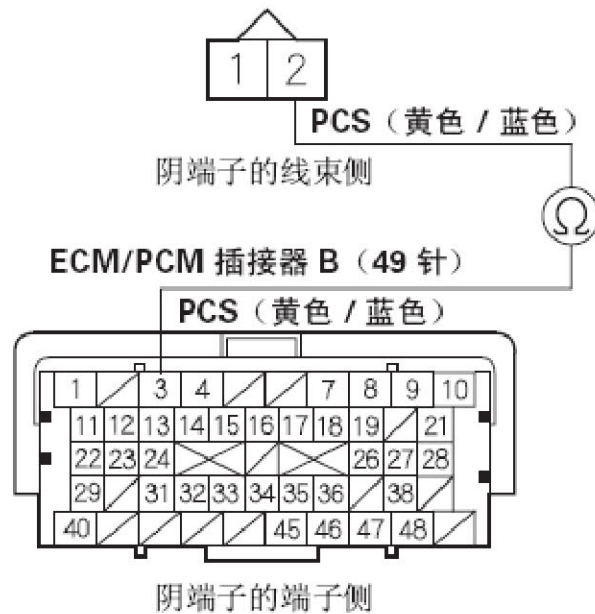 1 2
PCS（黄色 / 蓝色）
阴端子的线束侧
Ω
ECM/PCM 插接器 B（49 针）
PCS（黄色 / 蓝色）
1 3 4 7 8 9 10
11 12 13 14 15 16 17 18 19 21
22 23 24 26 27 28
29 31 32 33 34 35 36 38
40 45 46 47 48
阴端子的端子侧